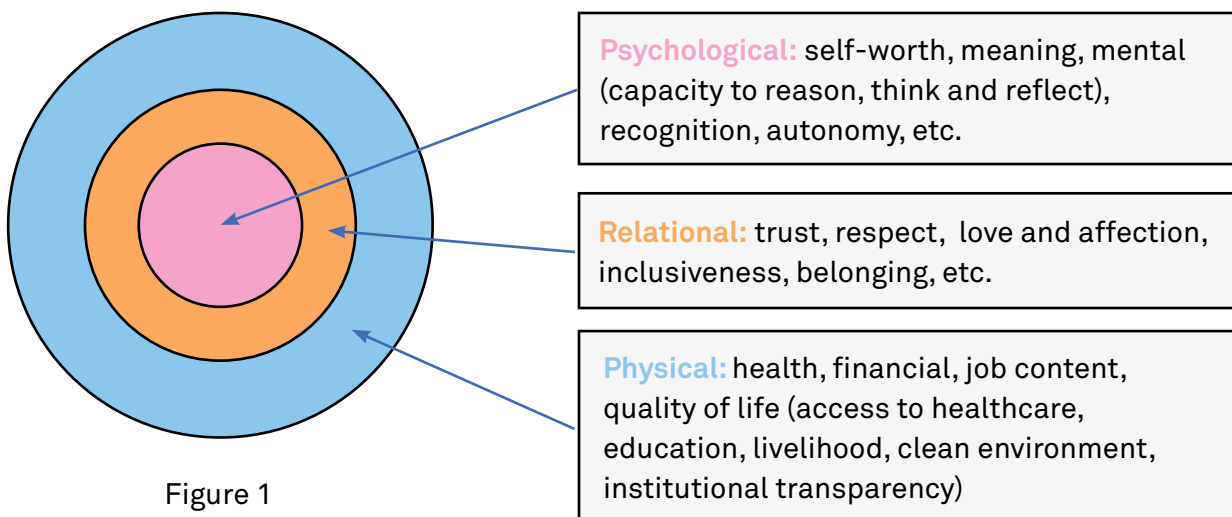 Psychological: self-worth, meaning, mental
(capacity to reason, think and reflect),
recognition, autonomy, etc.
Relational: trust, respect, love and affection,
inclusiveness, belonging, etc.
Physical: health, financial, job content,
quality of life (access to healthcare,
education, livelihood, clean environment,
institutional transparency)
Figure 1